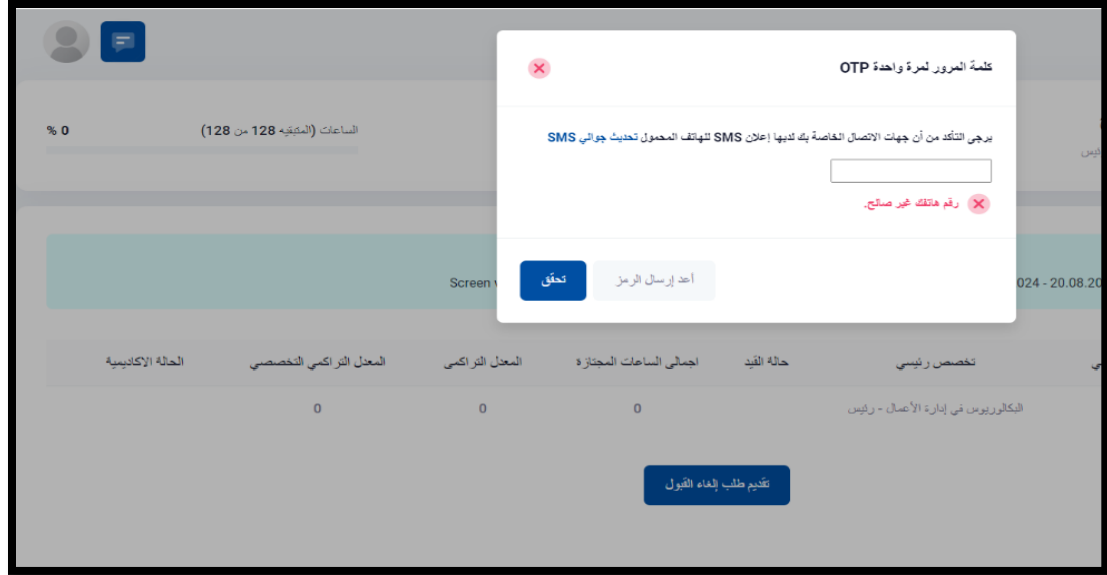 كلمة المرور لمرة واحدة OTP
يرجى التأكد من أن جهات الاتصال الخاصة بك لديها إعلان SMS للهاتف المحمول تحديث جوالي SMS
رقم هاتفك غير صالح.
أعد إرسال الرمز
تحقق
الساعات (المتبقيه 128 من 128)
% 0
024 - 20.08.20
Screen
تخصص رئيسي
حالة القيد
اجمالى الساعات المجتازة
المعدل التراكمى
المعدل التراكمي التخصصي
الحالة الاكاديمية
البكالوريوس في إدارة الأعمال - رئيس
0
0
0
تقديم طلب إلغاء القبول